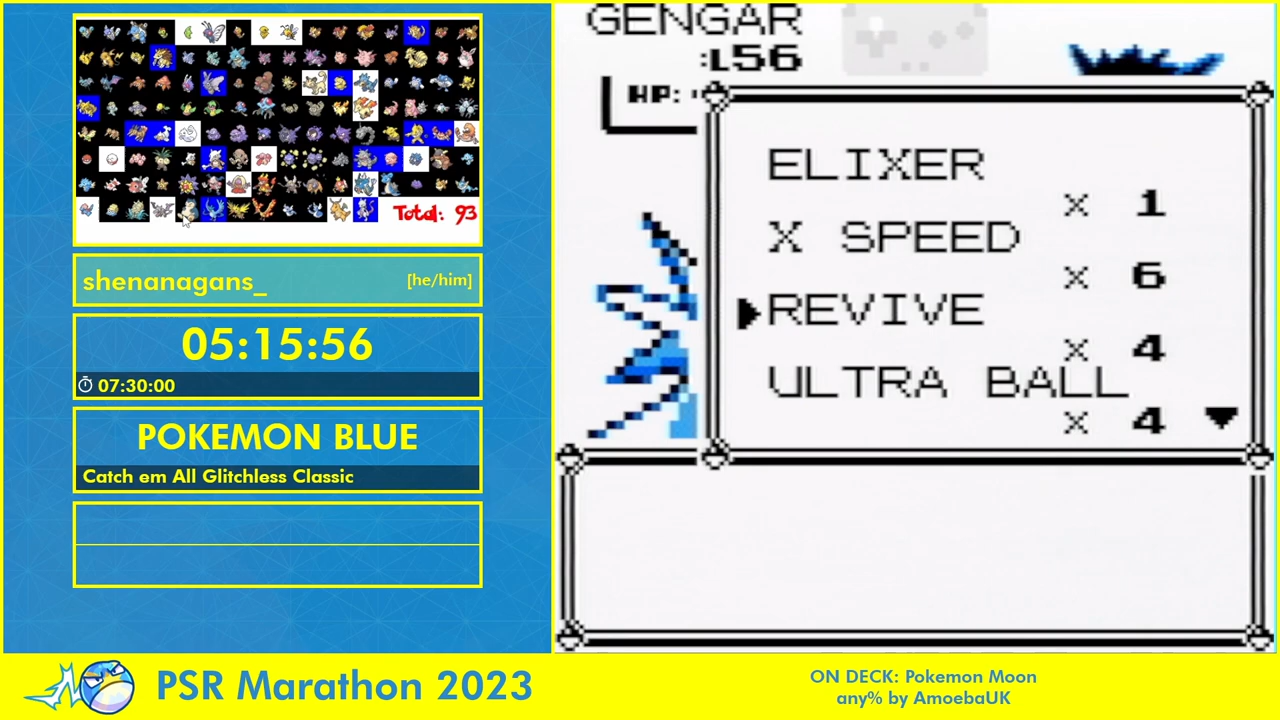 Total: 93
shenanagans_
[he/him]
05:15:56
07:30:00
POKEMON BLUE
Catch em All Glitchless Classic
GENGAR
:L56
HP:
ELIXER
× 1
X SPEED
× 6
REVIVE
× 4
ULTRA BALL
× 4
PSR Marathon 2023
ON DECK: Pokemon Moon
any% by AmoebaUK